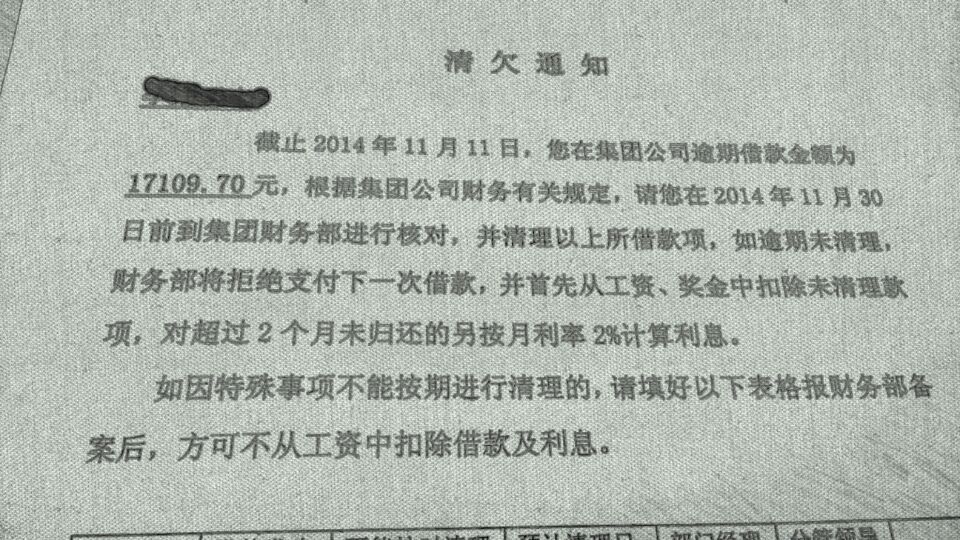 清欠通知
截止 2014 年 11 月 11 日，您在集团公司逾期借款金额为
17109.70 元，根据集团公司财务有关规定，请您在 2014 年 11 月 30
日前到集团财务部进行核对，并清理以上所借款项，如逾期未清理，
财务部将拒绝支付下一次借款，并首先从工资、奖金中扣除未清理款
项，对超过 2 个月未归还的另按月利率 2%计算利息。
如因特殊事项不能按期进行清理的，请填好以下表格报财务部备
案后，方可不从工资中扣除借款及利息。
预计清理日 部门经理 分管领导